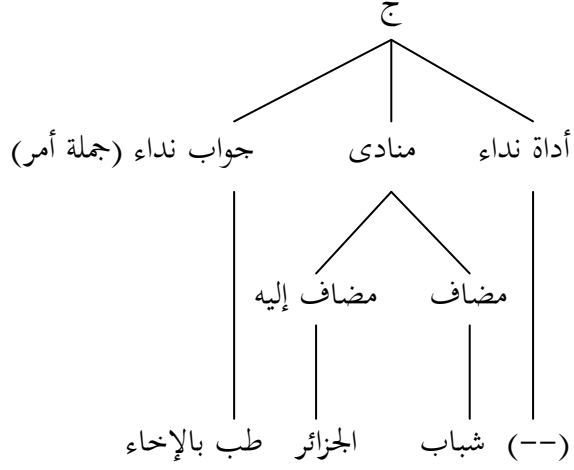 ج
أداة نداء منادى جواب نداء (جملة أمر)
مضاف مضاف إليه
(--) شباب الجزائر طب بالإخاء